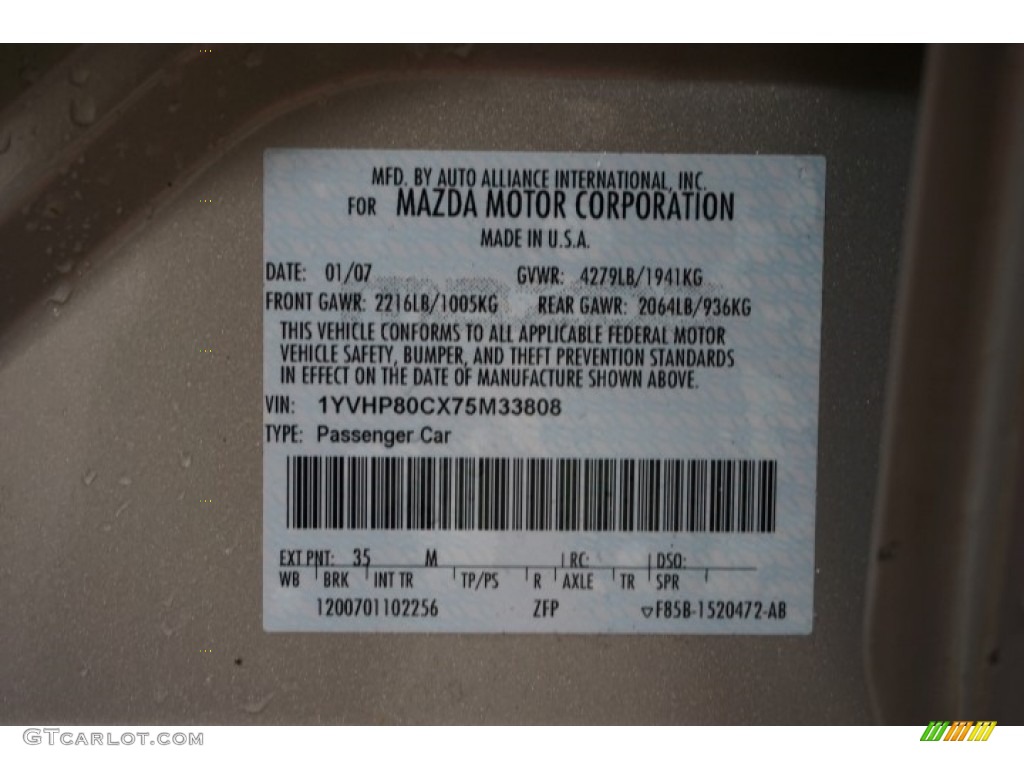 MFD. BY AUTO ALLIANCE INTERNATIONAL, INC.
FOR MAZDA MOTOR CORPORATION
MADE IN U.S.A.
DATE: 01/07 GVWR: 4279LB/1941KG
FRONT GAWR: 2216LB/1005KG REAR GAWR: 2064LB/936KG
THIS VEHICLE CONFORMS TO ALL APPLICABLE FEDERAL MOTOR
VEHICLE SAFETY, BUMPER, AND THEFT PREVENTION STANDARDS
IN EFFECT ON THE DATE OF MANUFACTURE SHOWN ABOVE.
VIN: 1YVHP80CX75M33808
TYPE: Passenger Car
EXT PNT: 35 M RC: DSO:
WB BRK INT TR TP/PS R AXLE TR SPR
1200701102256 ZFP F85B-1520472-AB
GTCARLOT.COM